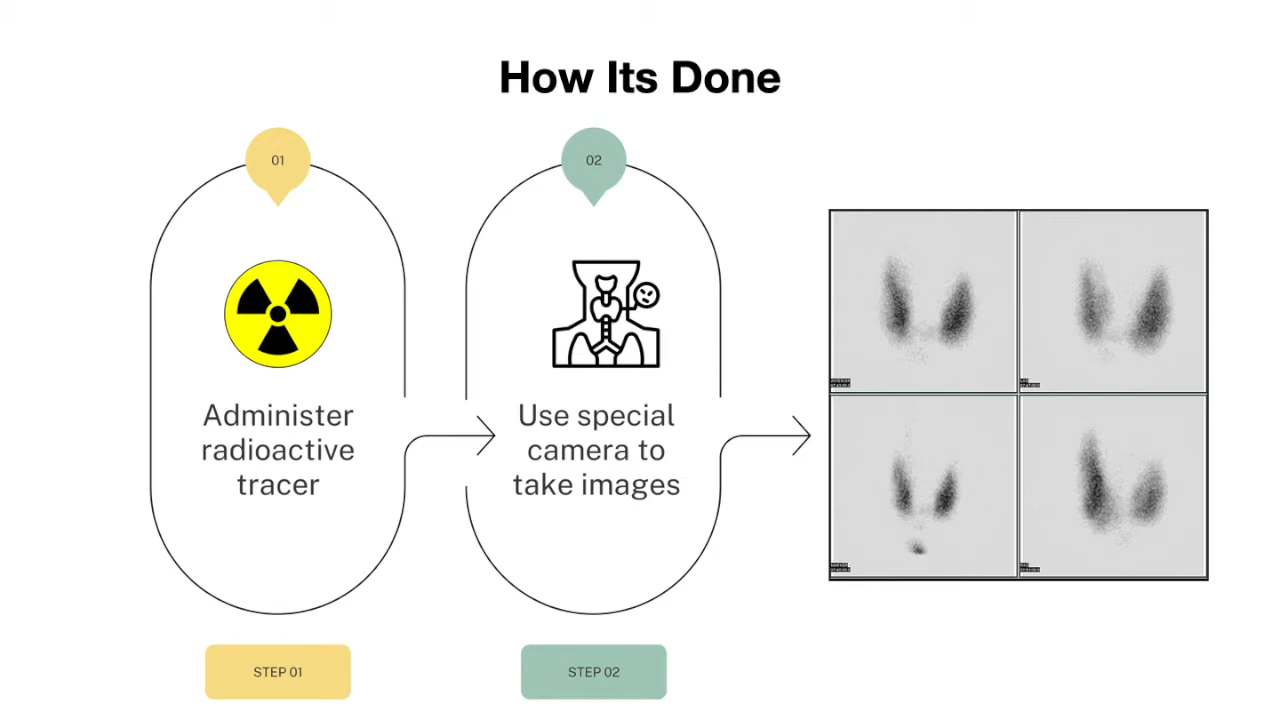 How Its Done
01
02
Administer
radioactive
tracer
Use special
camera to
take images
STEP 01
STEP 02